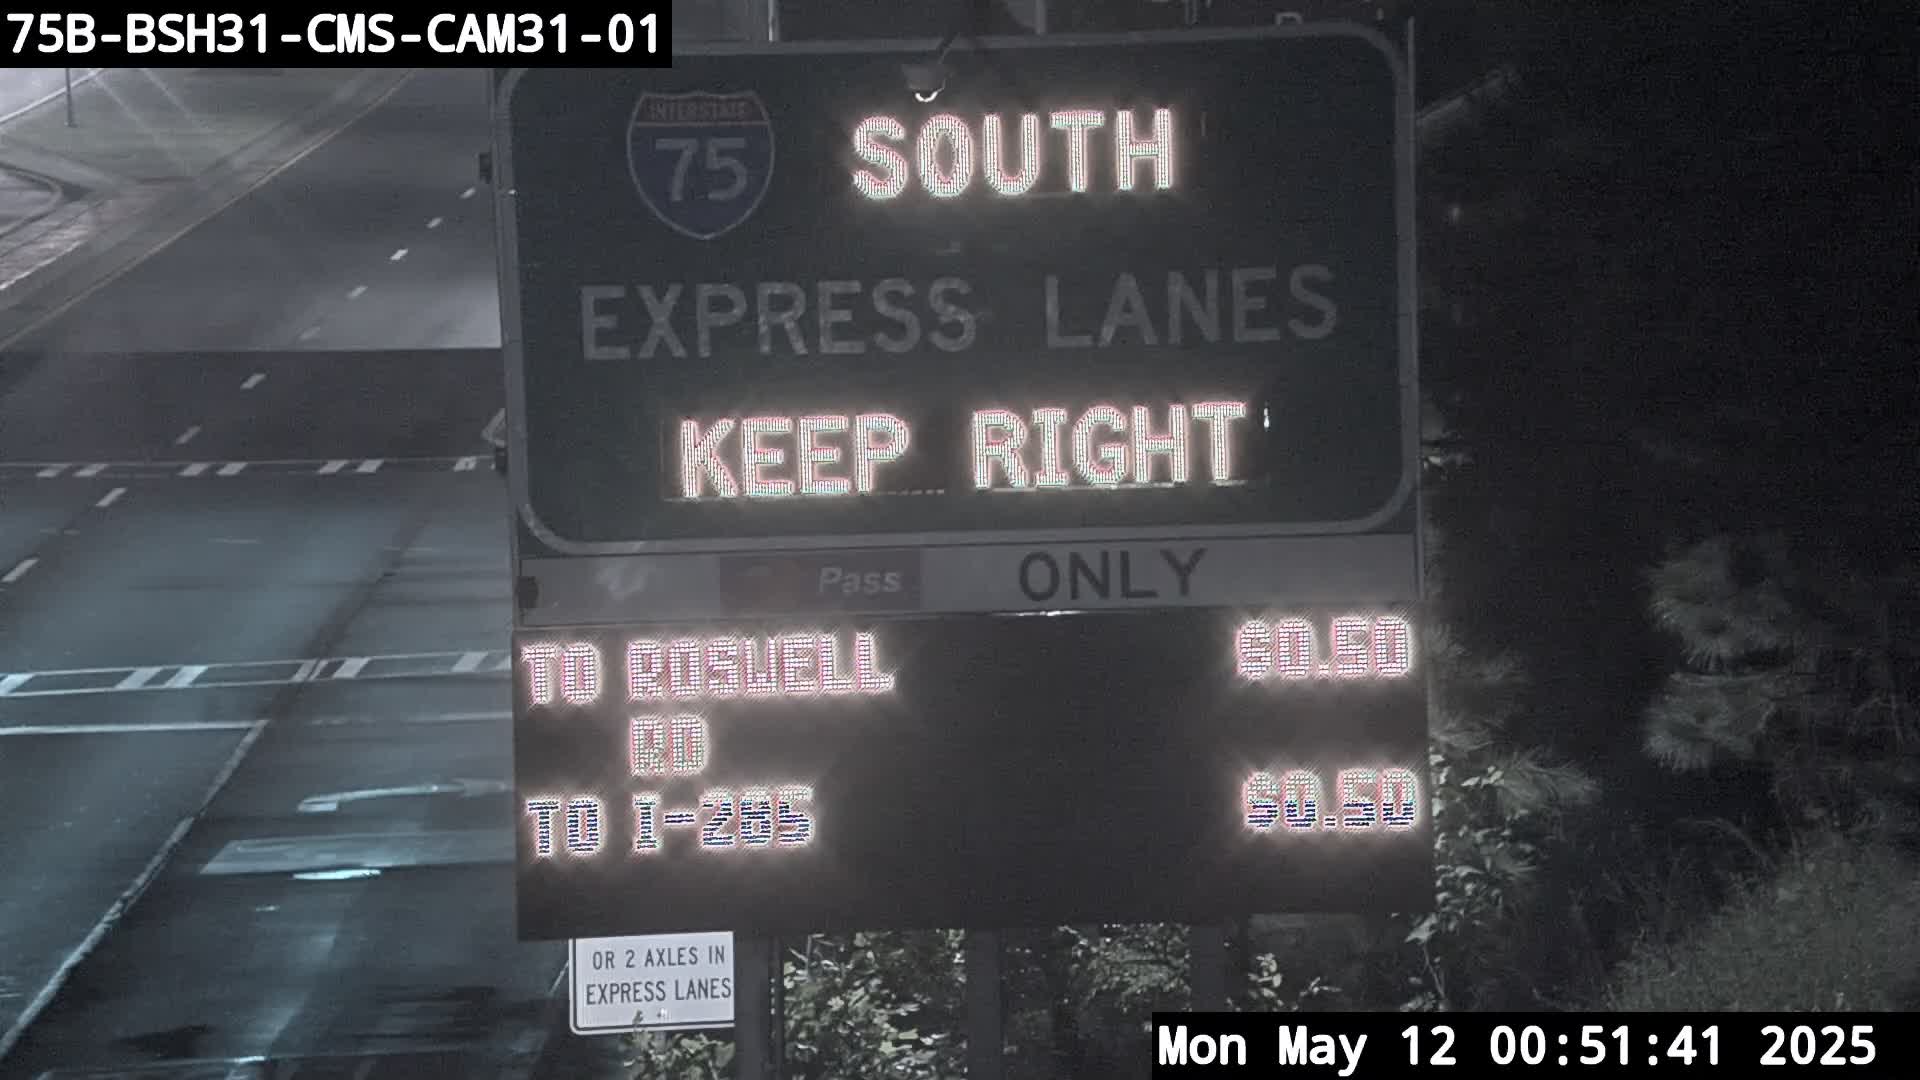 75B-BSH31-CMS-CAM31-01
INTERSTATE
75
SOUTH
EXPRESS LANES
KEEP RIGHT
Pass ONLY
TO ROSWELL $0.50
RD
TO I-285 $0.50
OR 2 AXLES IN
EXPRESS LANES
Mon May 12 00:51:41 2025